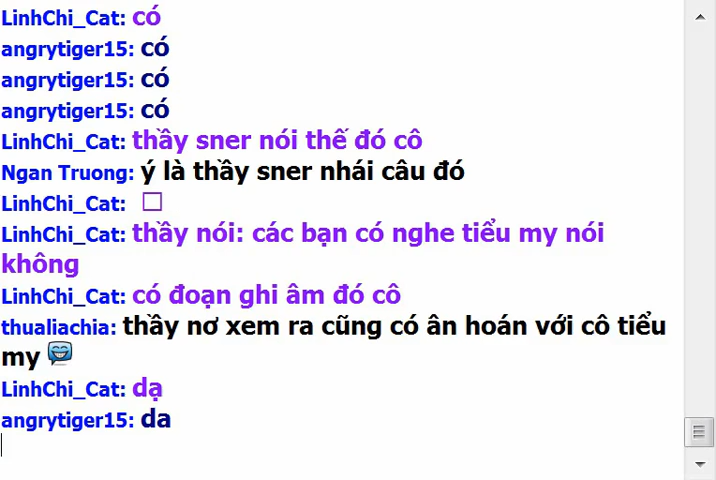 LinhChi_Cat: có
angrytiger15: có
angrytiger15: có
angrytiger15: có
LinhChi_Cat: thầy sner nói thế đó cô
Ngan Truong: ý là thầy sner nhái câu đó
LinhChi_Cat: □
LinhChi_Cat: thầy nói: các bạn có nghe tiểu my nói
không
LinhChi_Cat: có đoạn ghi âm đó cô
thualiachia: thầy nơ xem ra cũng có ân hoán với cô tiểu
my
LinhChi_Cat: dạ
angrytiger15: da